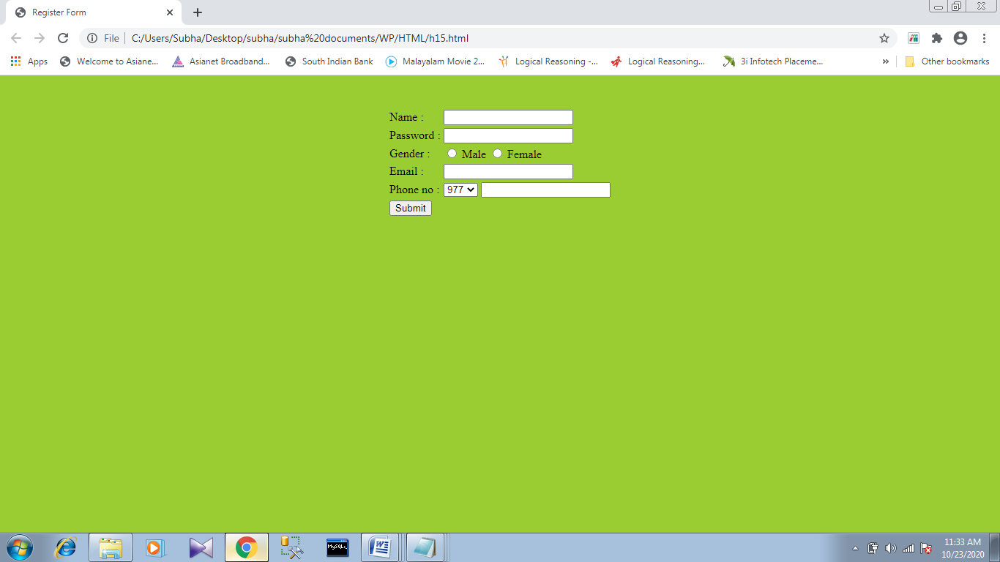 Register Form
File
C:/Users/Subha/Desktop/subha/subha%20documents/WP/HTML/h15.html
Apps
Welcome to Asiane...
Asianet Broadband...
South Indian Bank
Malayalam Movie 2...
Logical Reasoning -...
Logical Reasoning...
3i Infotech Placeme...
»
Other bookmarks
Name :
Password :
Gender : Male Female
Email :
Phone no : 977
Submit
MySQL>
11:33 AM
10/23/2020